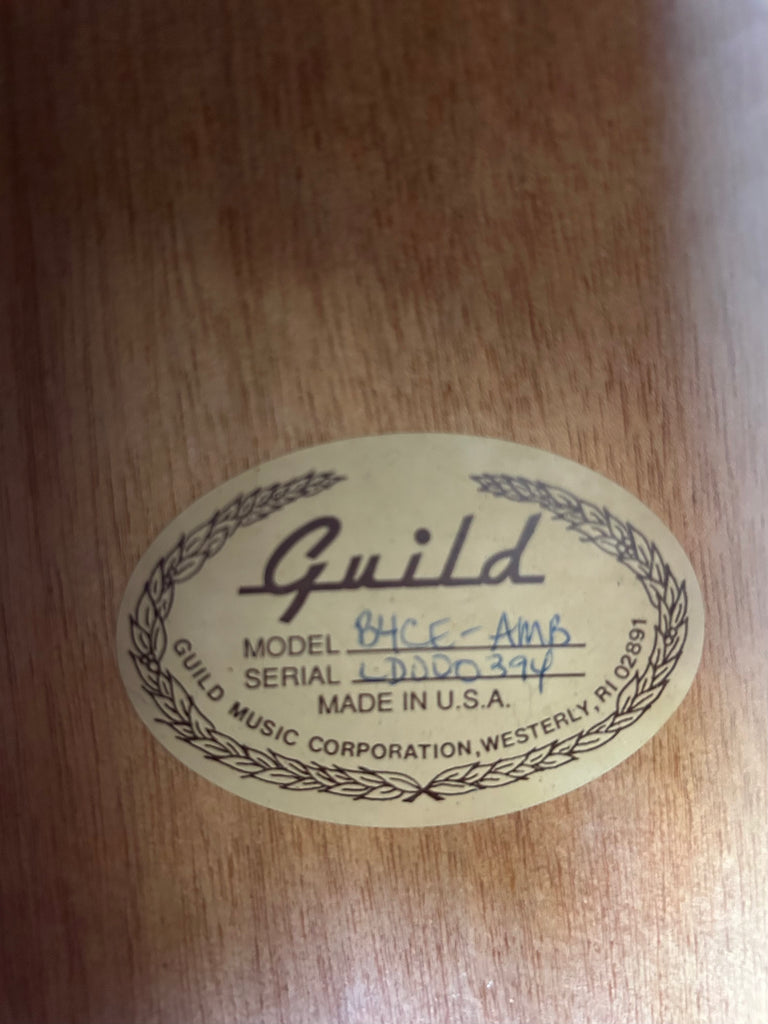 Guild
MODEL B4CE-AMB
SERIAL LD000394
MADE IN U.S.A.
GUILD MUSIC CORPORATION, WESTERLY, RI 02891